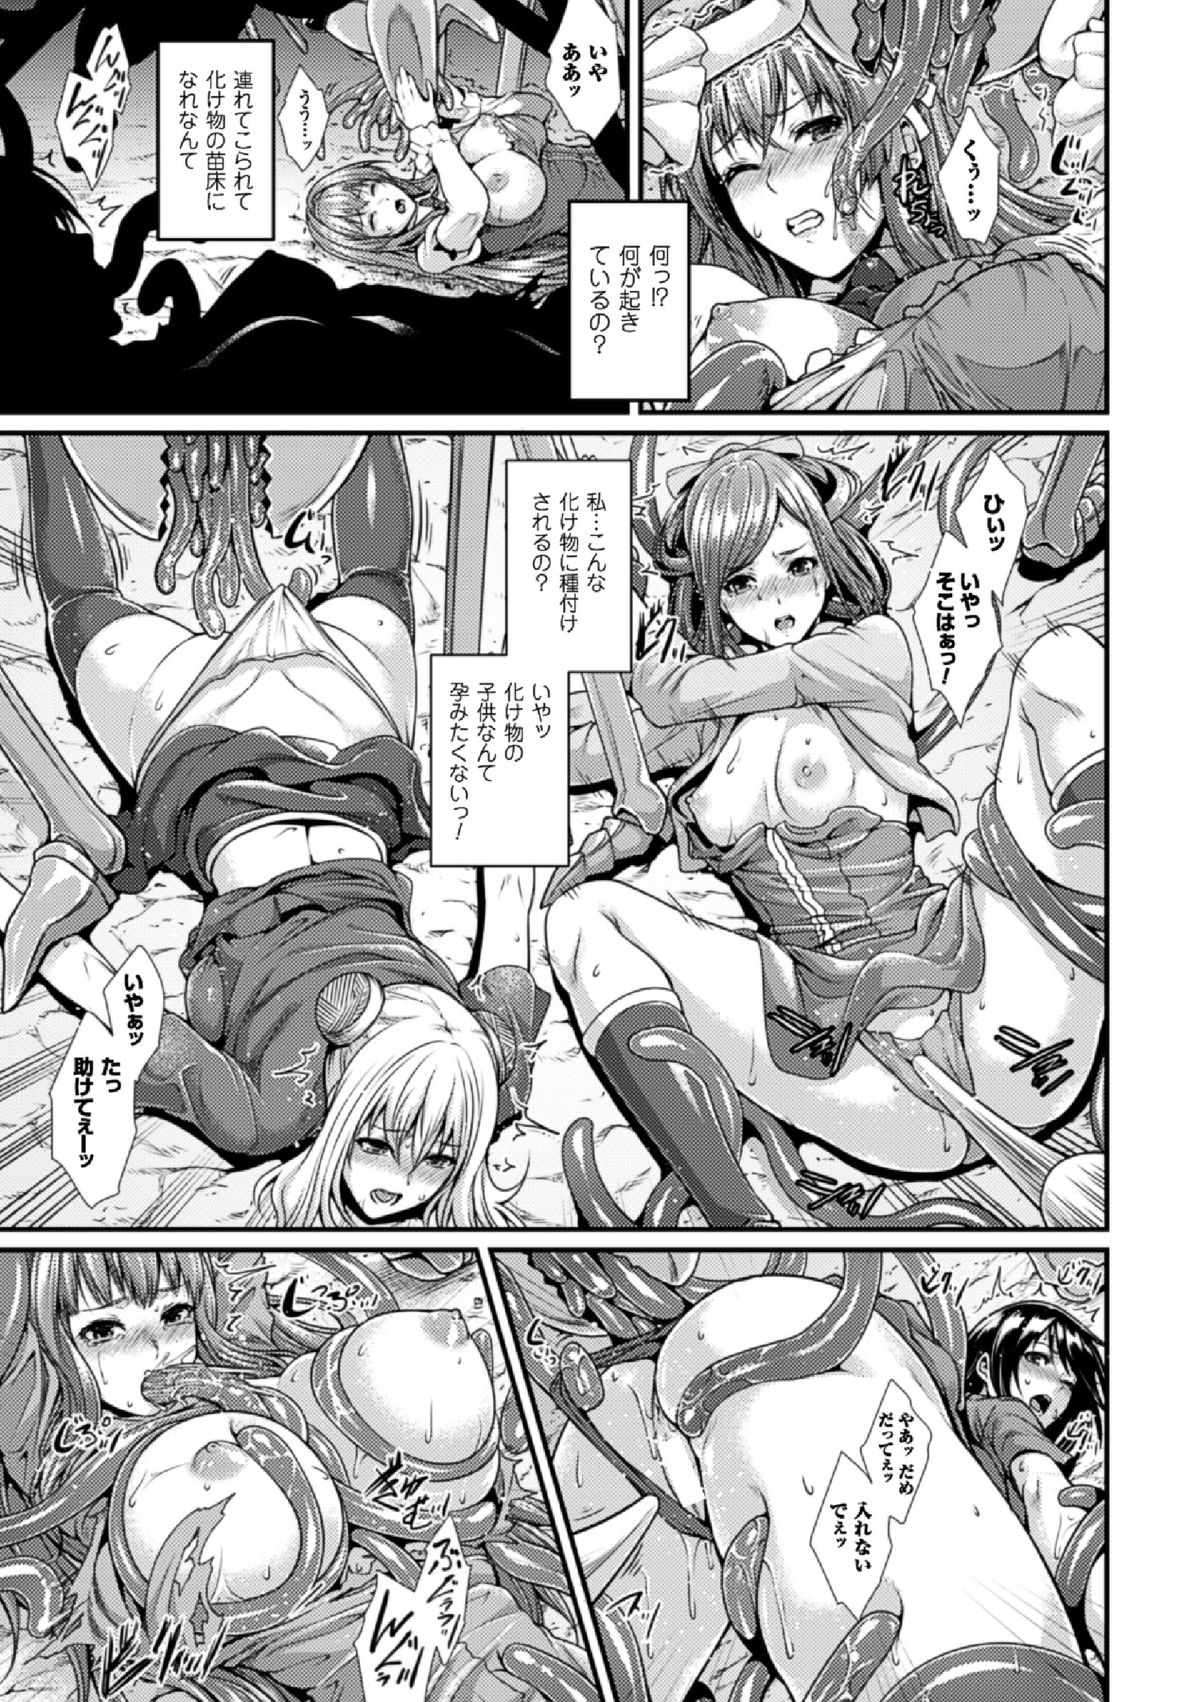 くぅ…ッ
何っ!?
何が起き
ているの？
いや
ああッ
うう…ッ
連れてこられて
化け物の苗床に
なれなんて
ひぃッ
いやっ
そこはぁっ！
私…こんな
化け物に種付け
されるの？
いやッ
化け物の
子供なんて
孕みたくないっ！
いやぁッ
たっ
助けてぇーッ
やあッ だめ
だってぇッ
入れない
でぇッ